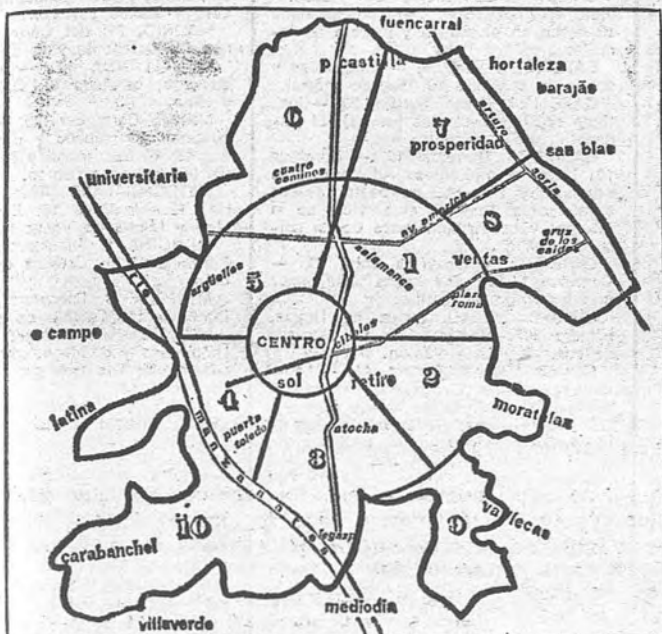 fuencarral
p. castilla
hortaleza
barajas
6
7
arturo
soria
prosperidad
san blas
cuatro
caminos
universitaria
av. america
8
cruz
de los
caidos
salamanca
1
ventas
argüelles
5
plaza
roma
rio
manzanares
CENTRO
cibeles
c campo
sol
retiro
2
4
latina
puerta
toledo
atocha
moratalaz
3
vallecas
9
10
legazpi
carabanchel
mediodia
villaverde